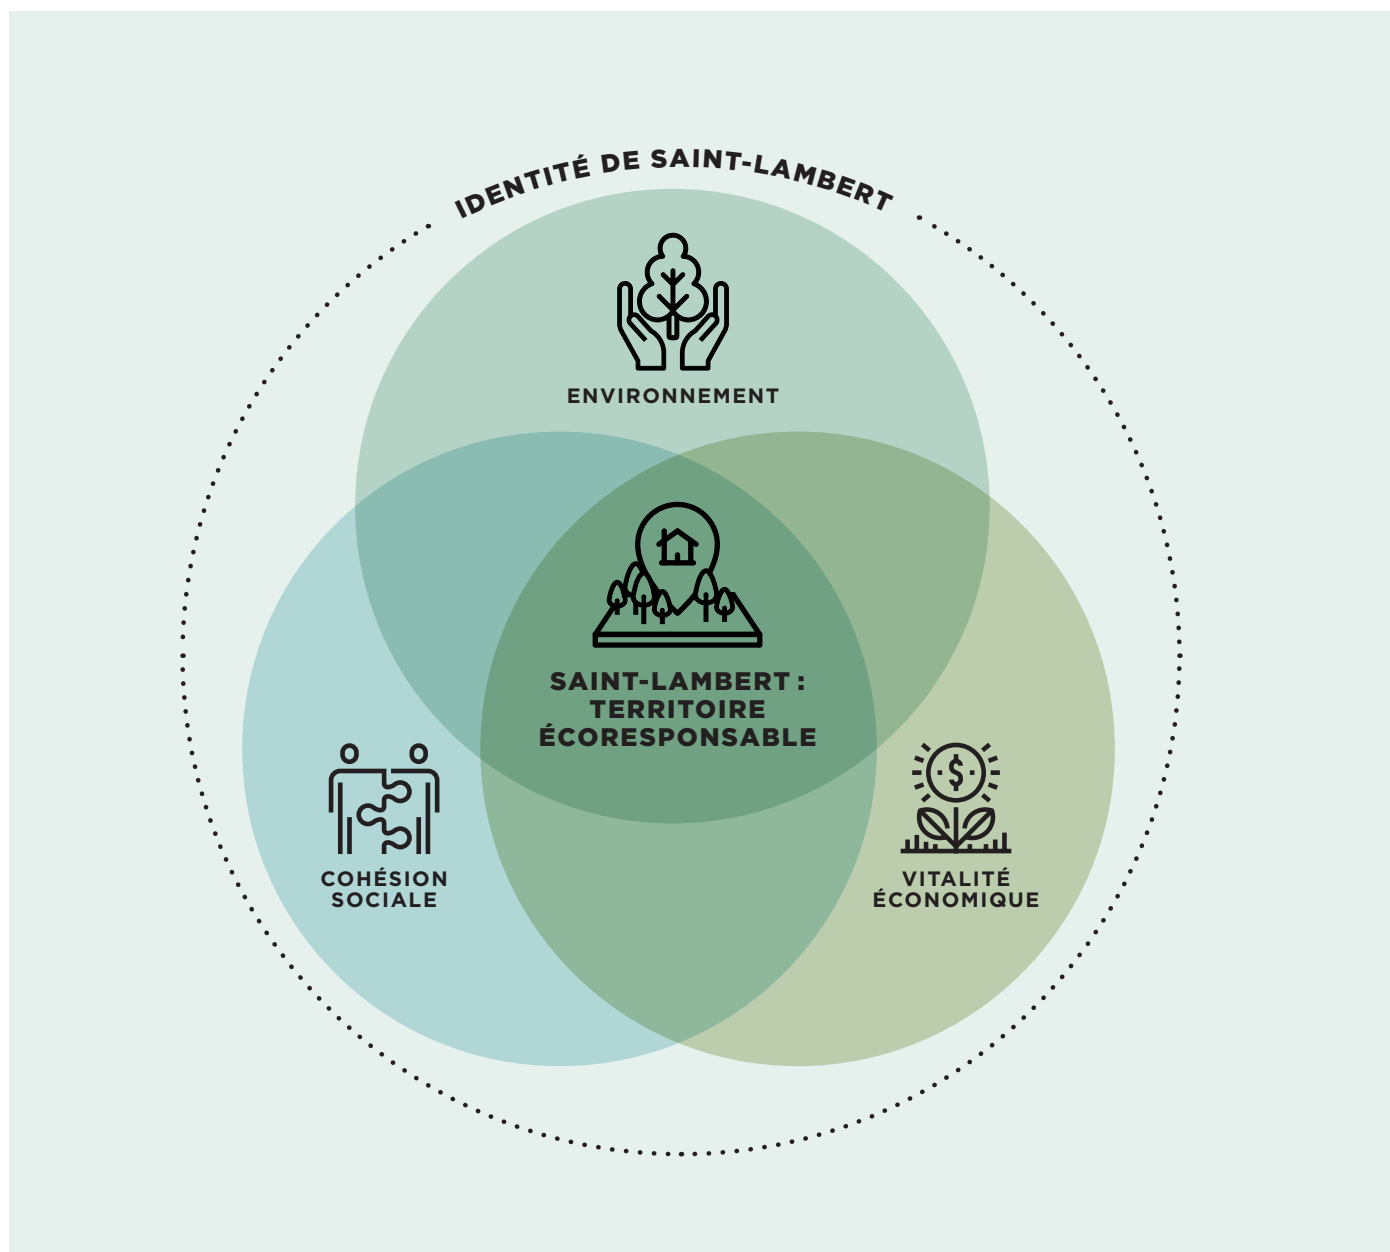 IDENTITÉ DE SAINT-LAMBERT
ENVIRONNEMENT
SAINT-LAMBERT :
TERRITOIRE
ÉCORESPONSABLE
COHÉSION
SOCIALE
$
VITALITÉ
ÉCONOMIQUE